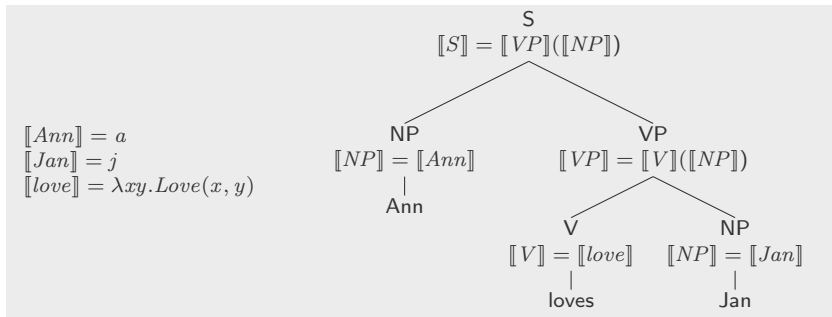 S
⟦S⟧ = ⟦VP⟧(⟦NP⟧)
NP VP
⟦Ann⟧ = a
⟦NP⟧ = ⟦Ann⟧ ⟦VP⟧ = ⟦V⟧(⟦NP⟧)
⟦Jan⟧ = j
⟦love⟧ = λxy.Love(x, y)
Ann
V NP
⟦V⟧ = ⟦love⟧ ⟦NP⟧ = ⟦Jan⟧
loves Jan